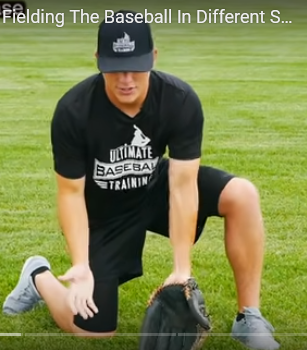 Fielding The Baseball In Different S...
ULTIMATE
BASEBALL
TRAINING